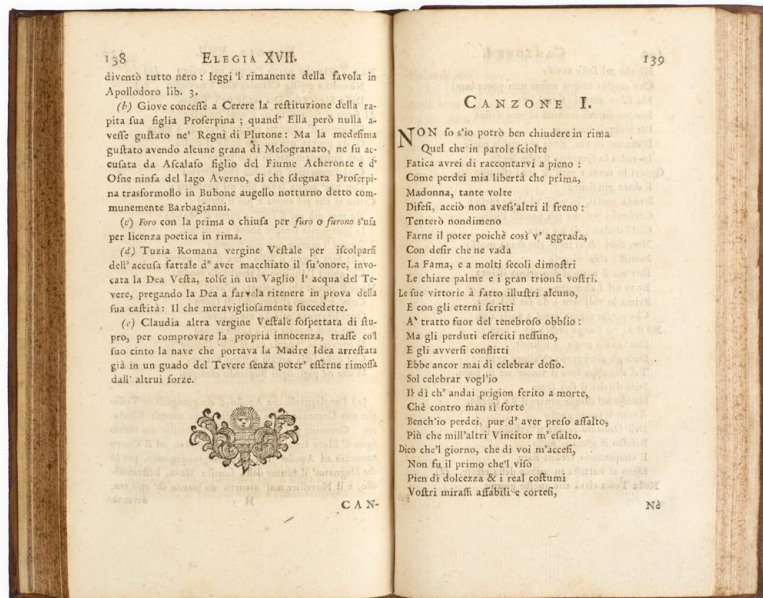 138 ELEGIA XVII.
diventò tutto nero: leggi 'l rimanente della favola in
Apollodoro lib. 3.
(b) Giove concesse a Cerere la restituzione della ra-
pita sua figlia Proserpina; quand' Ella però nulla a-
vesse gustato ne' Regni di Plutone: Ma la medesima
gustato avendo alcune grana di Melogranato, ne fu ac-
cusata da Ascalafo figlio del Fiume Acheronte e d'
Ofne ninfa del lago Averno, di che sdegnata Proserpi-
na trasformollo in Bubone augello notturno detto com-
munemente Barbagianni.
(c) Foro con la prima o chiusa per furo o furono s'usa
per licenza poetica in rima.
(d) Tuzia Romana vergine Vestale per iscolparsi
dell' accusa fattale d' aver macchiato il su'onore, invo-
cata la Dea Vesta, tolse in un Vaglio l' acqua del Te-
vere, pregando la Dea a farvela ritenere in prova della
sua castità: Il che meravigliosamente succedette.
(e) Claudia altra vergine Vestale sospettata di stu-
pro, per comprovare la propria innocenza, trasse co'l
suo cinto la nave che portava la Madre Idea arrestata
già in un guado del Tevere senza poter' esserne rimossa
dall' altrui forze.
CAN-
139
CANZONE I.
NON so s'io potrò ben chiudere in rima
Quel che in parole sciolte
Fatica avrei di raccontarvi a pieno:
Come perdei mia libertà che prima,
Madonna, tante volte
Difesi, acciò non avess'altri il freno:
Tenterò nondimeno
Farne il poter poichè così v' aggrada,
Con desir che ne vada
La Fama, e a molti secoli dimostri
Le chiare palme e i gran trionfi vostri.
Le sue vittorie à fatto illustri alcuno,
E con gli eterni scritti
A' tratto fuor del tenebroso obblio:
Ma gli perduti eserciti nessuno,
E gli avversi conflitti
Ebbe ancor mai di celebrar desio.
Sol celebrar vogl'io
Il dì ch' andai prigion ferito a morte,
Chè contro man sì forte
Bench'io perdei, pur d' aver preso assalto,
Più che mill'altri Vincitor m' esalto.
Dico che'l giorno, che di voi m'accesi,
Non fu il primo che'l viso
Pien dì dolcezza & i real costumi
Vostri mirassi affabili e cortesi,
Nè